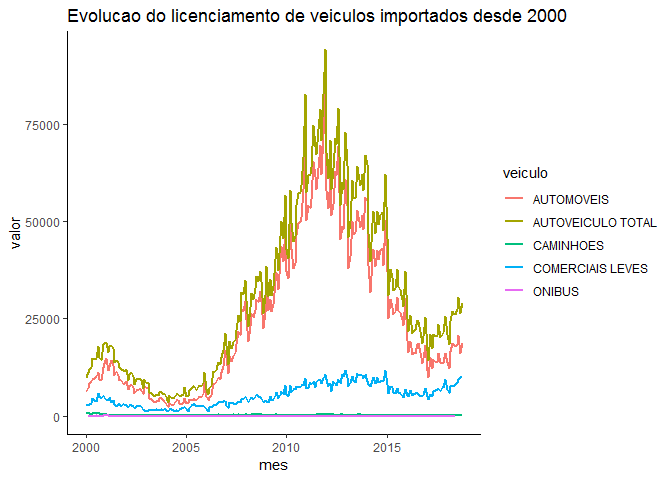 Evolucao do licenciamento de veiculos importados desde 2000
valor
75000
50000
25000
0
2000
2005
2010
2015
mes
veiculo
AUTOMOVEIS
AUTOVEICULO TOTAL
CAMINHOES
COMERCIAIS LEVES
ONIBUS